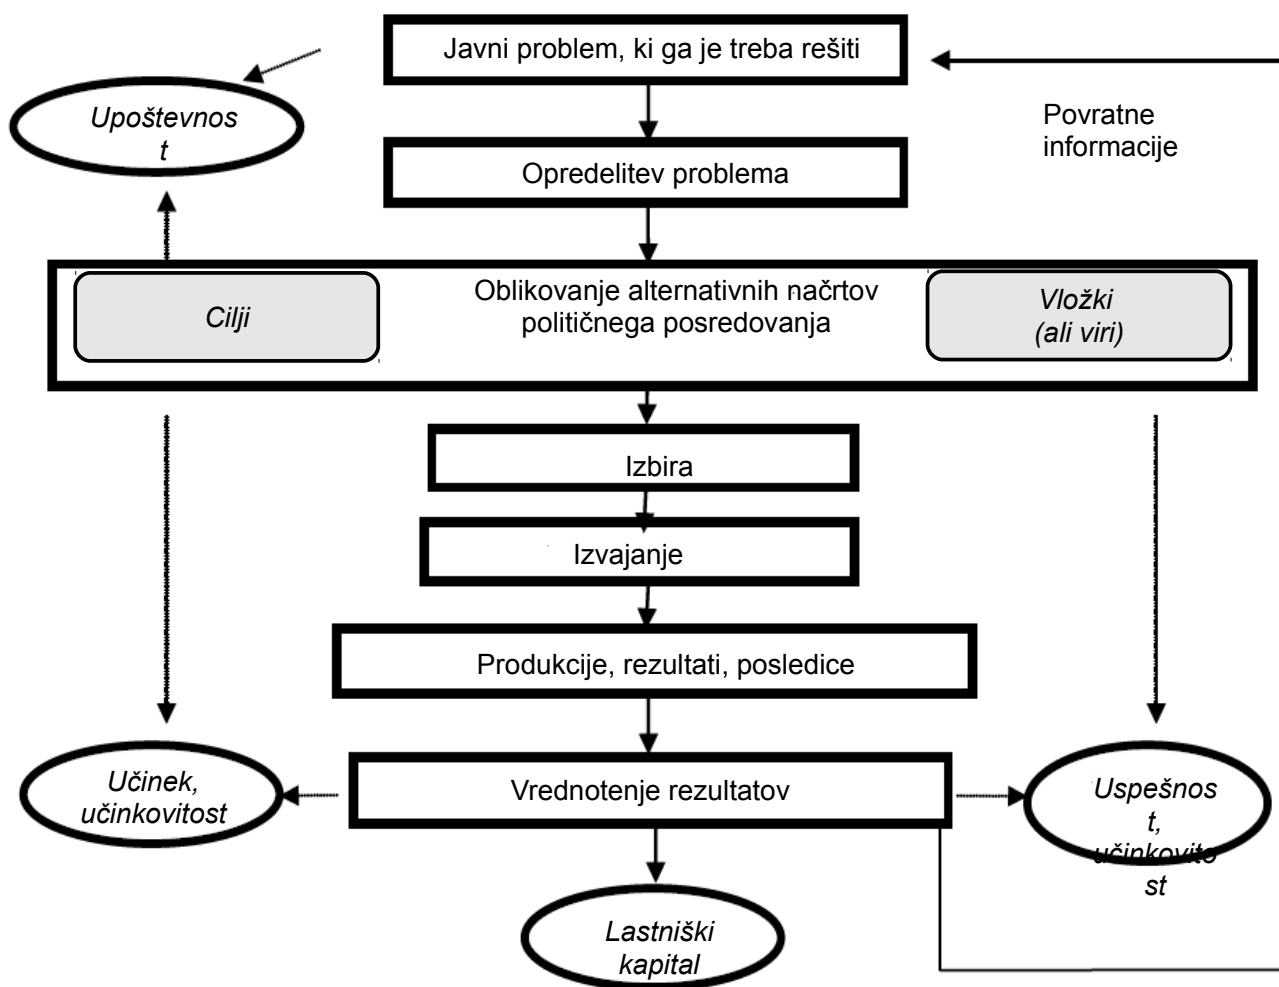 Javni problem, ki ga je treba rešiti
Upoštevnos
t
Povratne
informacije
Opredelitev problema
Cilji
Oblikovanje alternativnih načrtov
političnega posredovanja
Vložki
(ali viri)
Izbira
Izvajanje
Produkcije, rezultati, posledice
Učinek,
učinkovitost
Vrednotenje rezultatov
Uspešnos
t,
učinkovito
st
Lastniški
kapital